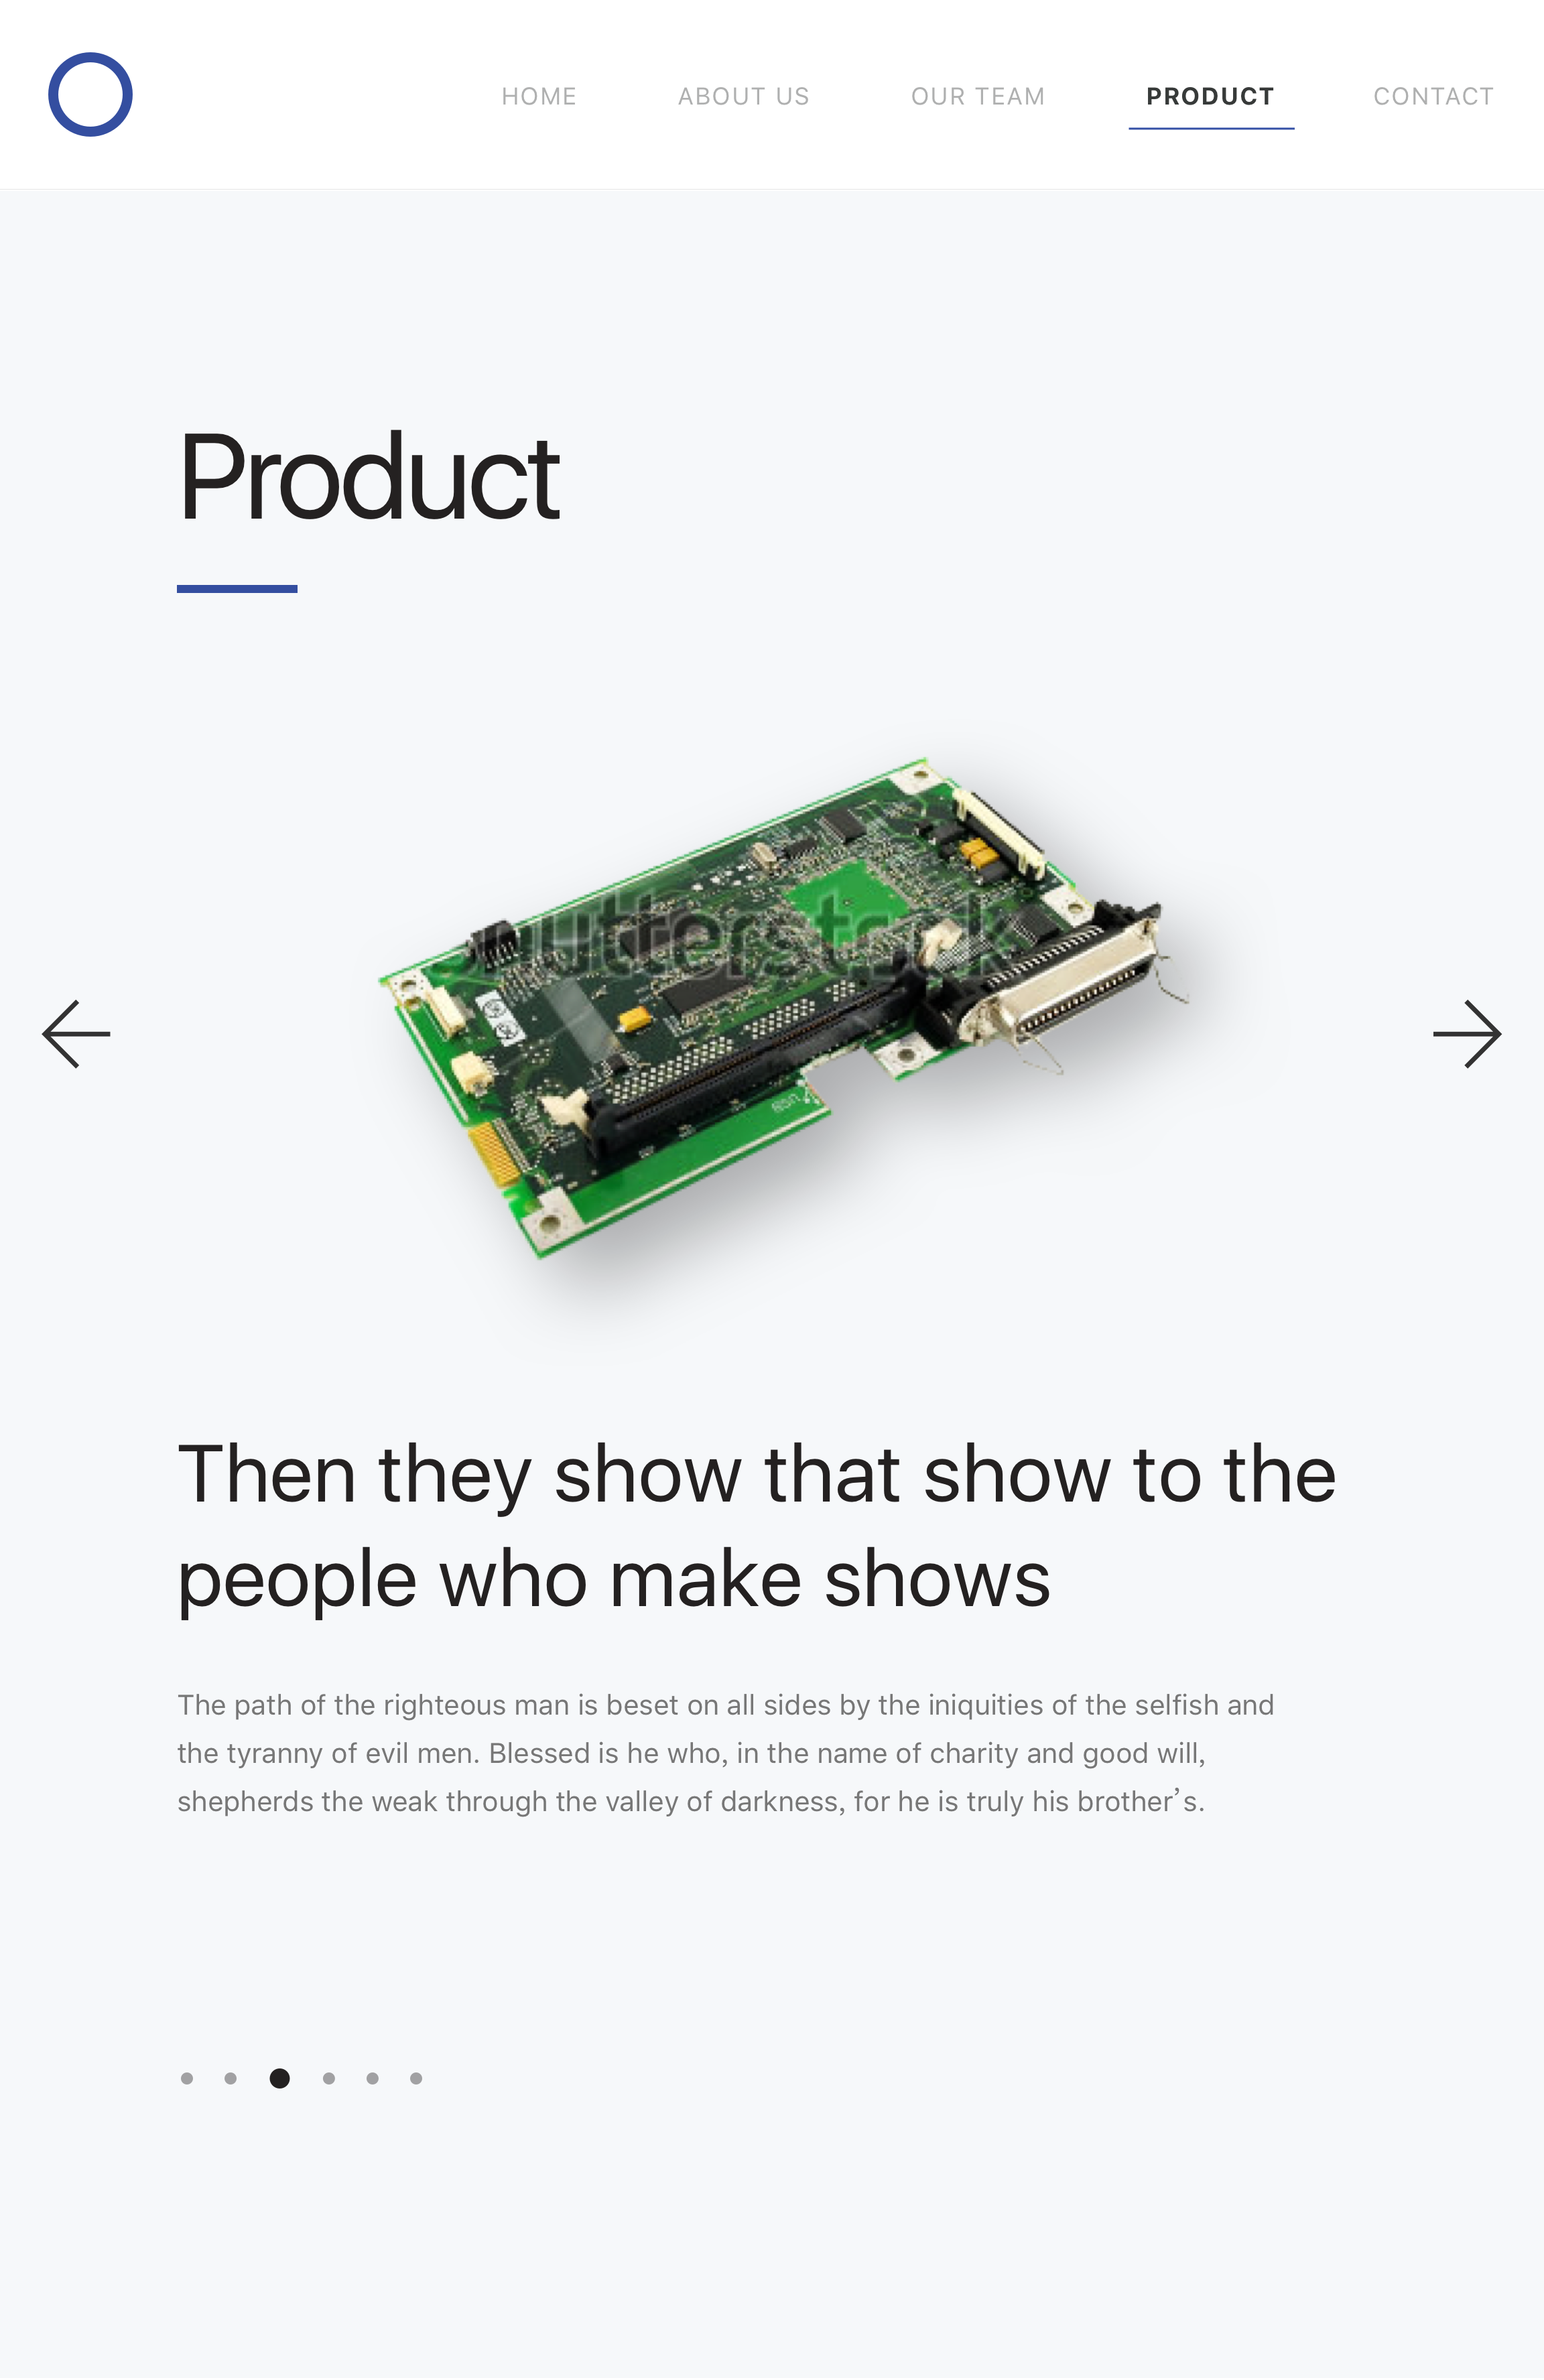 HOME ABOUT US OUR TEAM PRODUCT CONTACT
Product
shutterstock
USB
Then they show that show to the
people who make shows
The path of the righteous man is beset on all sides by the iniquities of the selfish and
the tyranny of evil men. Blessed is he who, in the name of charity and good will,
shepherds the weak through the valley of darkness, for he is truly his brother’s.